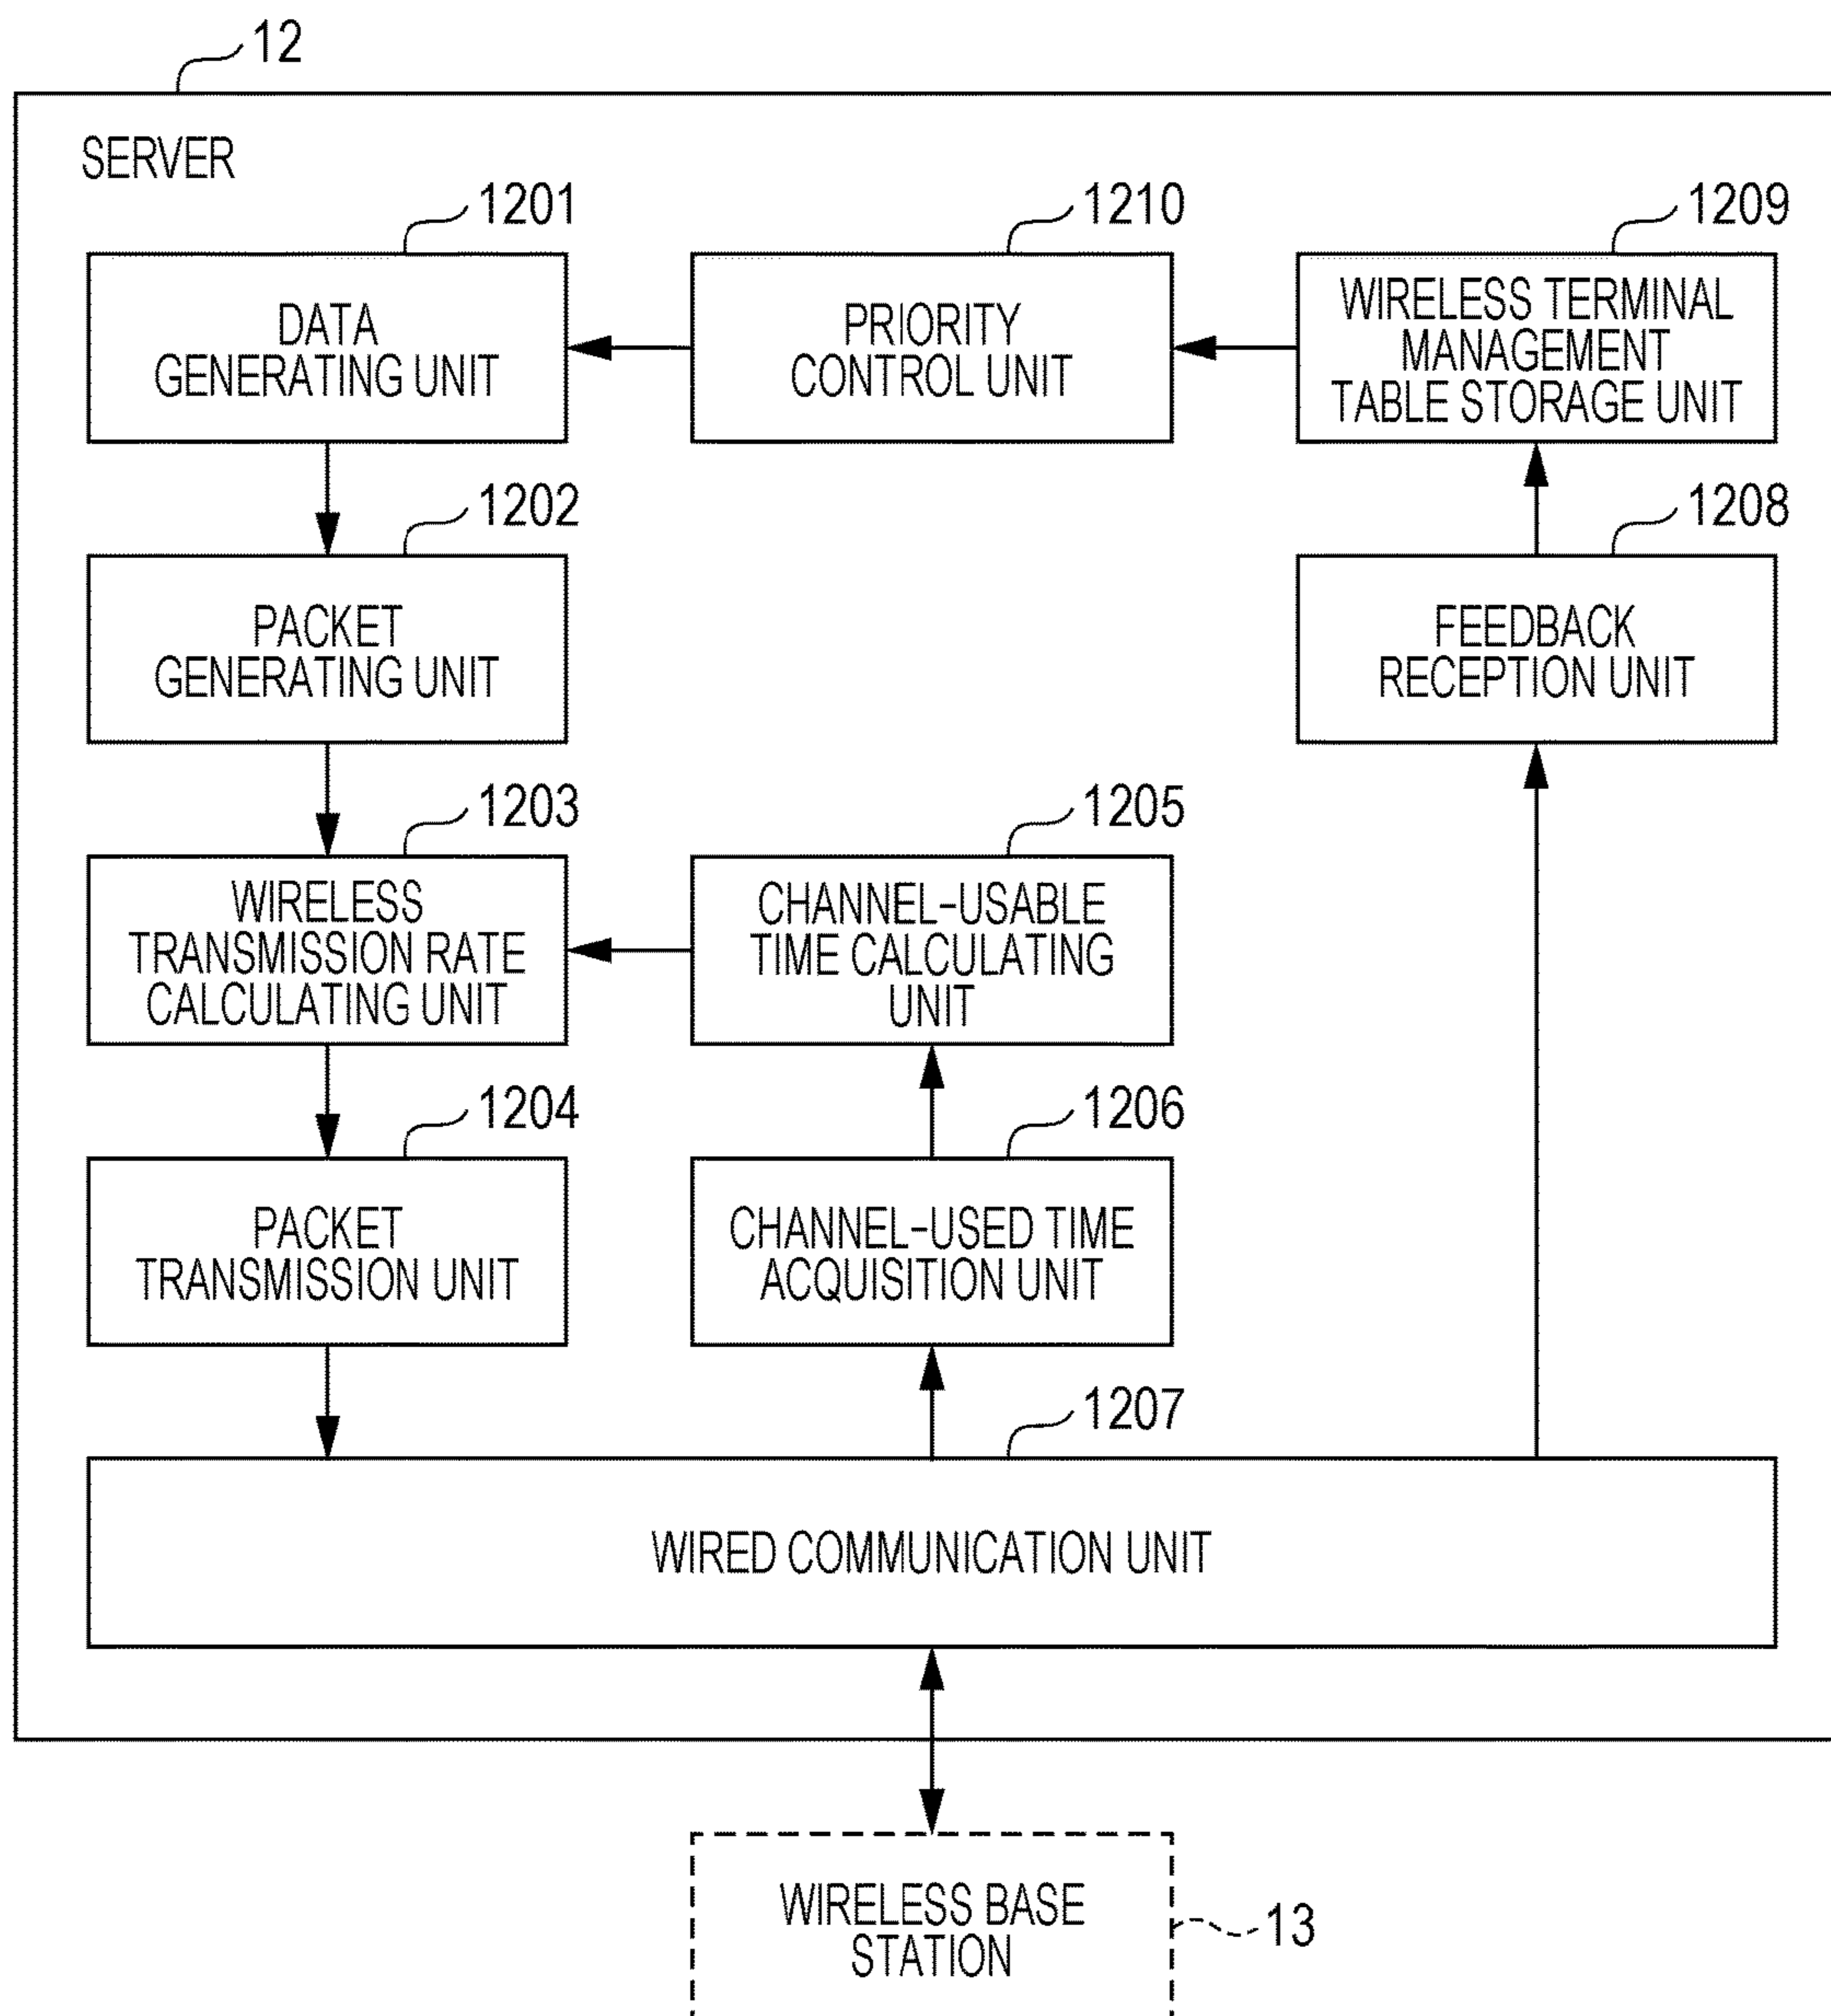 12
SERVER
1201
1210
1209
DATA
GENERATING UNIT
PRIORITY
CONTROL UNIT
WIRELESS TERMINAL
MANAGEMENT
TABLE STORAGE UNIT
1202
1208
PACKET
GENERATING UNIT
FEEDBACK
RECEPTION UNIT
1203
1205
WIRELESS
TRANSMISSION RATE
CALCULATING UNIT
CHANNEL-USABLE
TIME CALCULATING
UNIT
1204
1206
PACKET
TRANSMISSION UNIT
CHANNEL-USED TIME
ACQUISITION UNIT
1207
WIRED COMMUNICATION UNIT
WIRELESS BASE
STATION
13